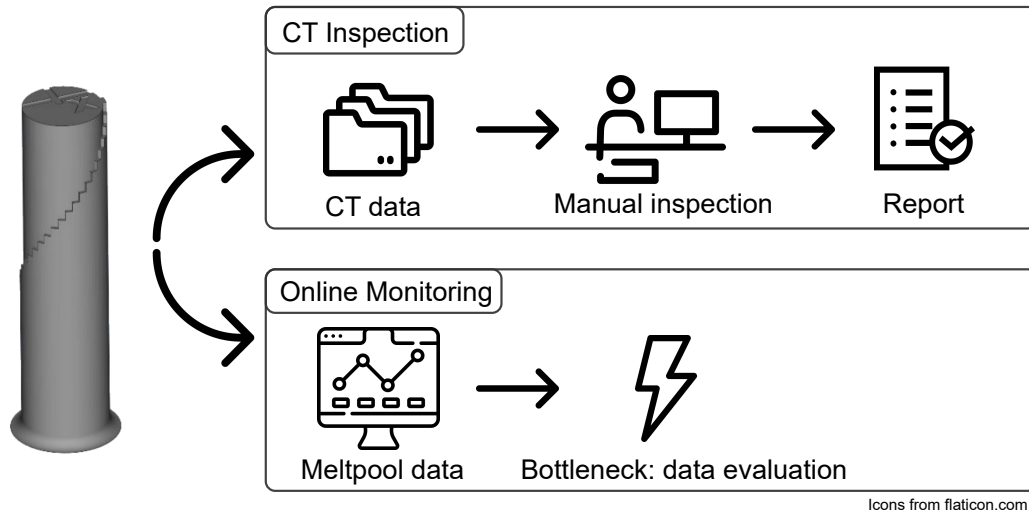 CT Inspection
CT data
Manual inspection
Report
Online Monitoring
Meltpool data
Bottleneck: data evaluation
Icons from flaticon.com